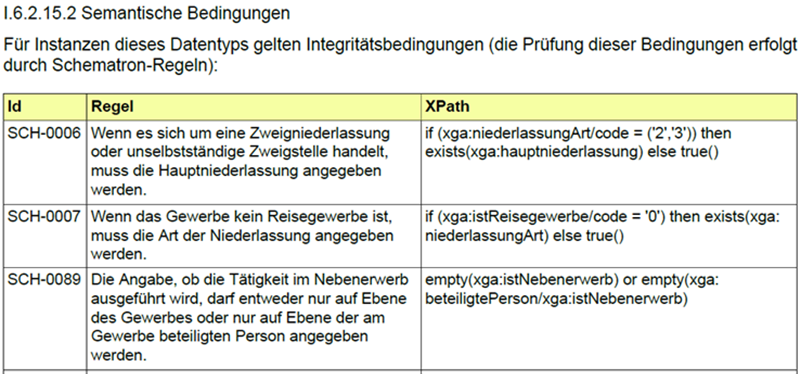 I.6.2.15.2 Semantische Bedingungen
Für Instanzen dieses Datentyps gelten Integritätsbedingungen (die Prüfung dieser Bedingungen erfolgt
durch Schematron-Regeln):
Id Regel XPath
SCH-0006 Wenn es sich um eine Zweigniederlassung if (xga:niederlassungArt/code = ('2','3')) then
oder unselbstständige Zweigstelle handelt, exists(xga:hauptniederlassung) else true()
muss die Hauptniederlassung angegeben
werden.
SCH-0007 Wenn das Gewerbe kein Reisegewerbe ist, if (xga:istReisegewerbe/code = '0') then exists(xga:
muss die Art der Niederlassung angegeben niederlassungArt) else true()
werden.
SCH-0089 Die Angabe, ob die Tätigkeit im Nebenerwerb empty(xga:istNebenerwerb) or empty(xga:
ausgeführt wird, darf entweder nur auf Ebene beteiligtePerson/xga:istNebenerwerb)
des Gewerbes oder nur auf Ebene der am
Gewerbe beteiligten Person angegeben
werden.